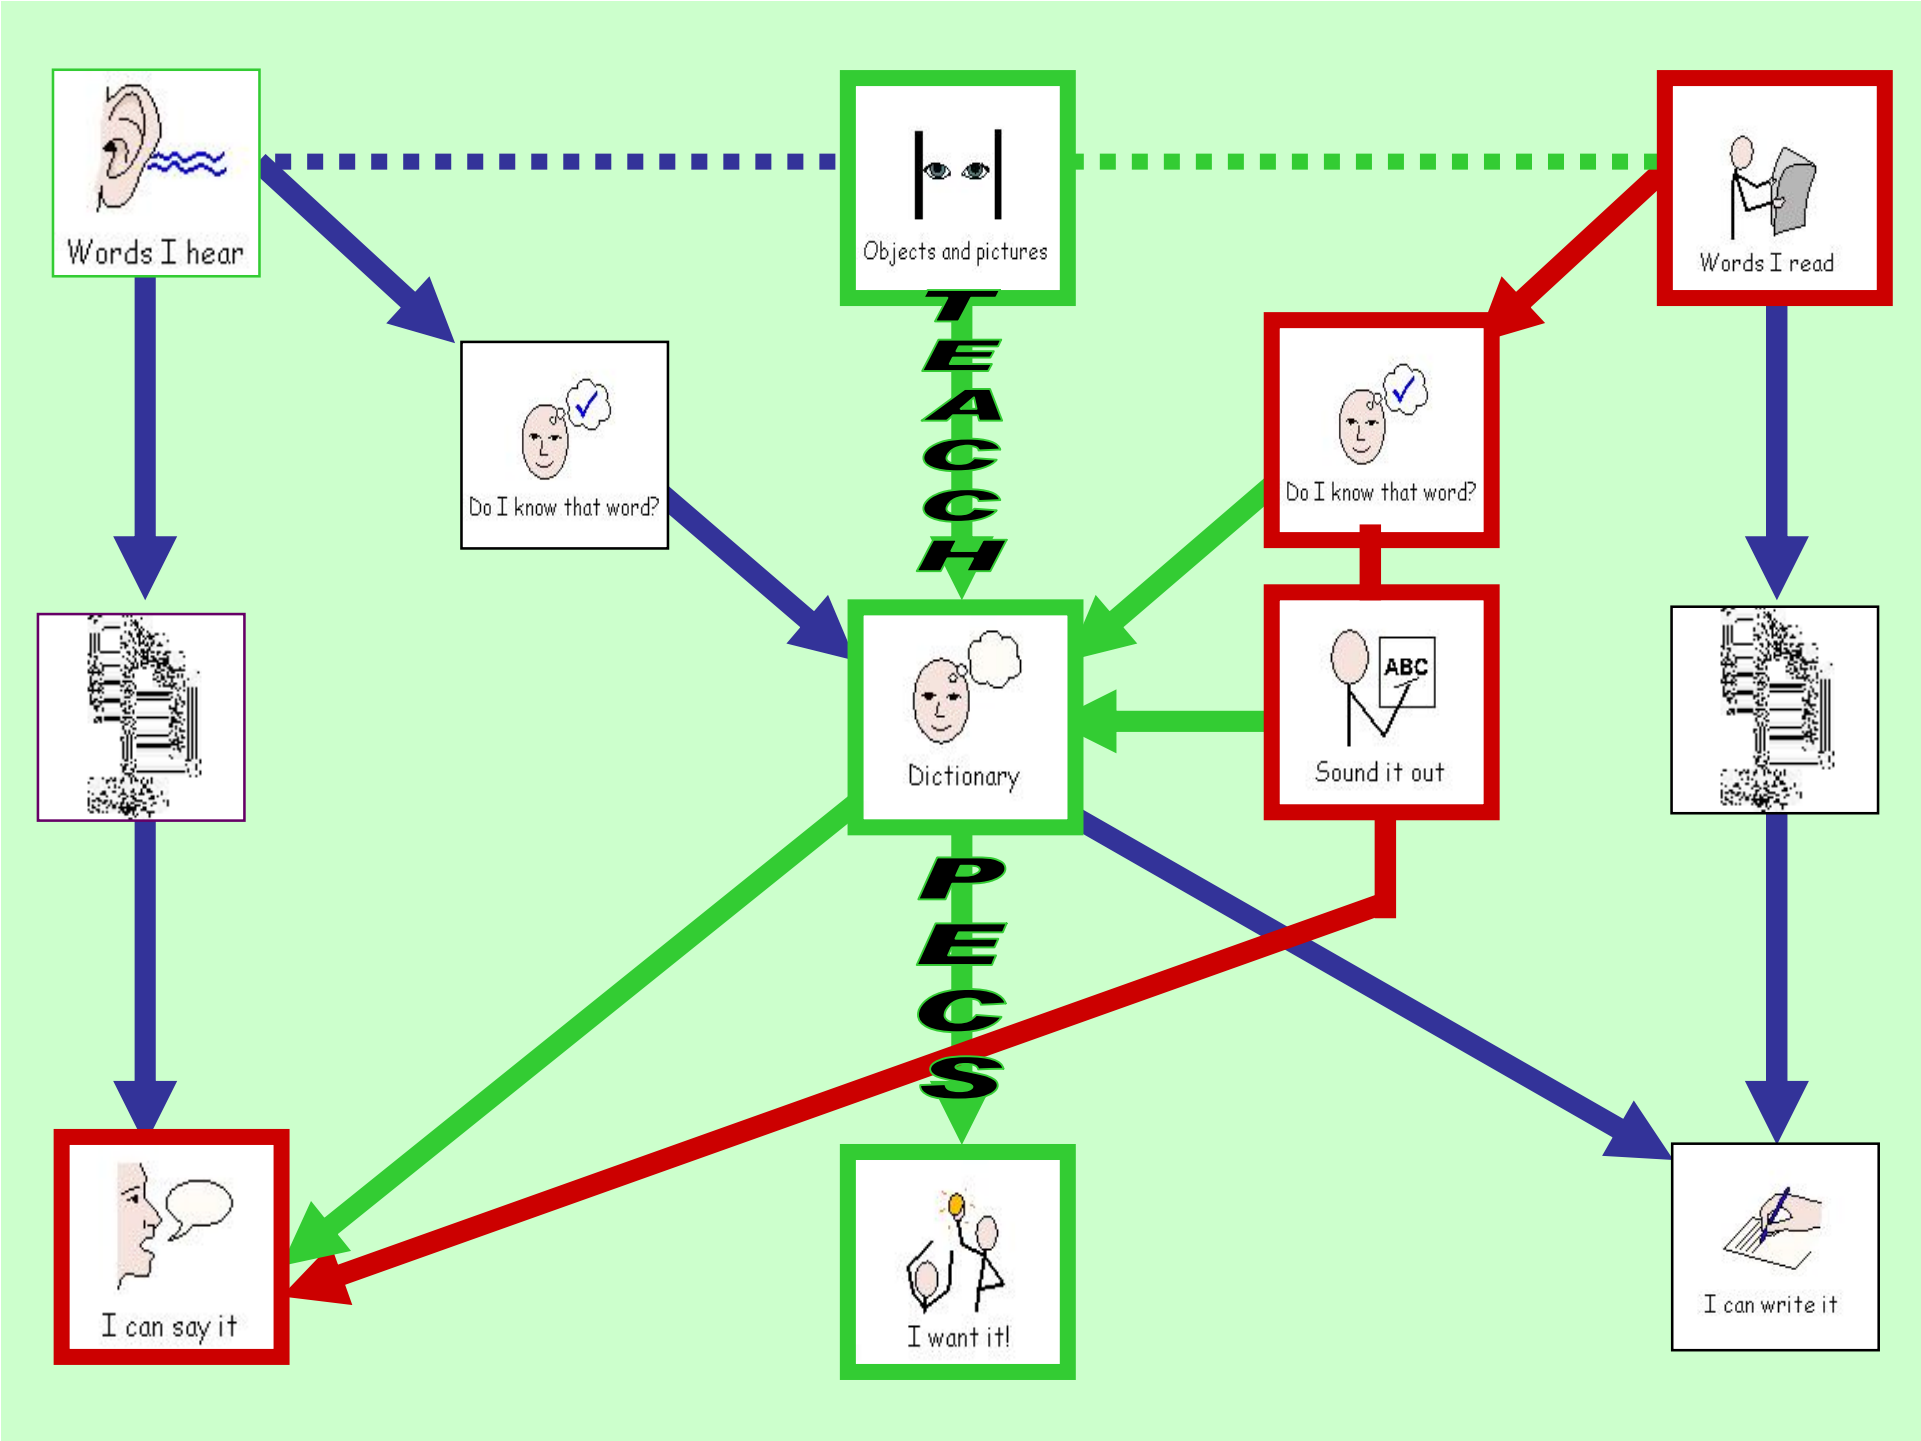 Words I hear
Objects and pictures
Words I read
TEACCH
Do I know that word?
Do I know that word?
Dictionary
ABC
Sound it out
PECS
I can say it
I want it!
I can write it